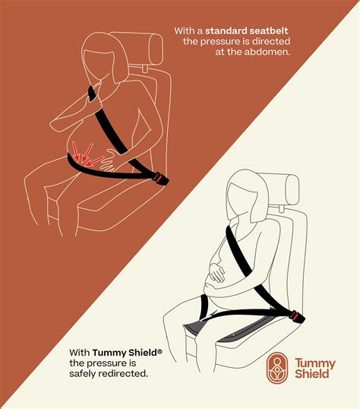 With a standard seatbelt
the pressure is directed
at the abdomen.
With Tummy Shield®
the pressure is
safely redirected.
Tummy
Shield